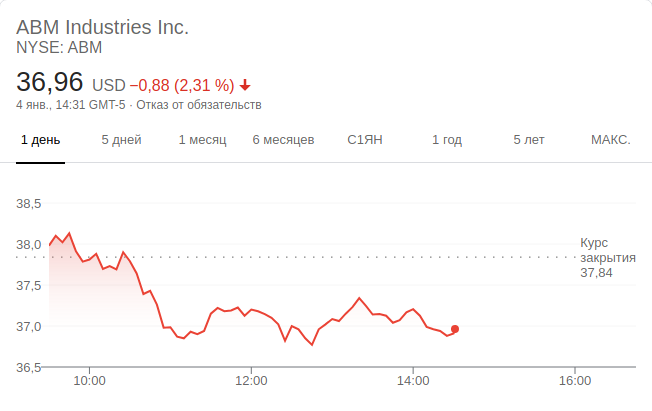 ABM Industries Inc.
NYSE: ABM
36,96 USD −0,88 (2,31 %)
4 янв., 14:31 GMT-5 · Отказ от обязательств
1 день 5 дней 1 месяц 6 месяцев С1ЯН 1 год 5 лет МАКС.
38,5
38,0
Курс
закрытия
37,84
37,5
37,0
36,5
10:00 12:00 14:00 16:00